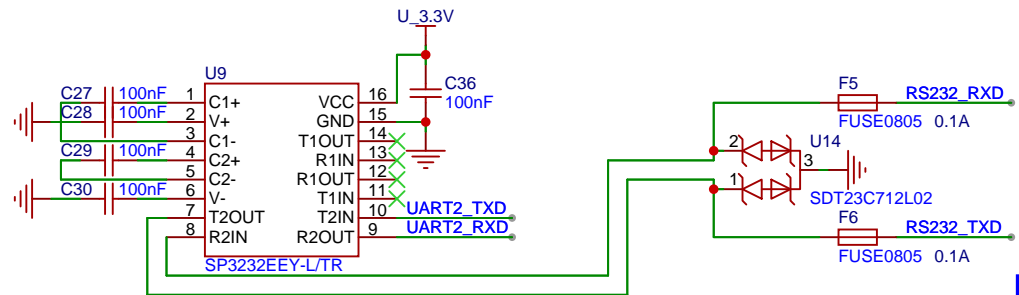 U_3.3V
U9
C27 100nF
C28 100nF
C29 100nF
C30 100nF
1 C1+
2 V+
3 C1-
4 C2+
5 C2-
6 V-
7 T2OUT
8 R2IN
VCC 16
GND 15
T1OUT 14
R1IN 13
R1OUT 12
T1IN 11
T2IN 10
R2OUT 9
SP3232EEY-L/TR
C36
100nF
UART2_TXD
UART2_RXD
F5
RS232_RXD
FUSE0805 0.1A
U14
2
3
1
SDT23C712L02
F6
RS232_TXD
FUSE0805 0.1A